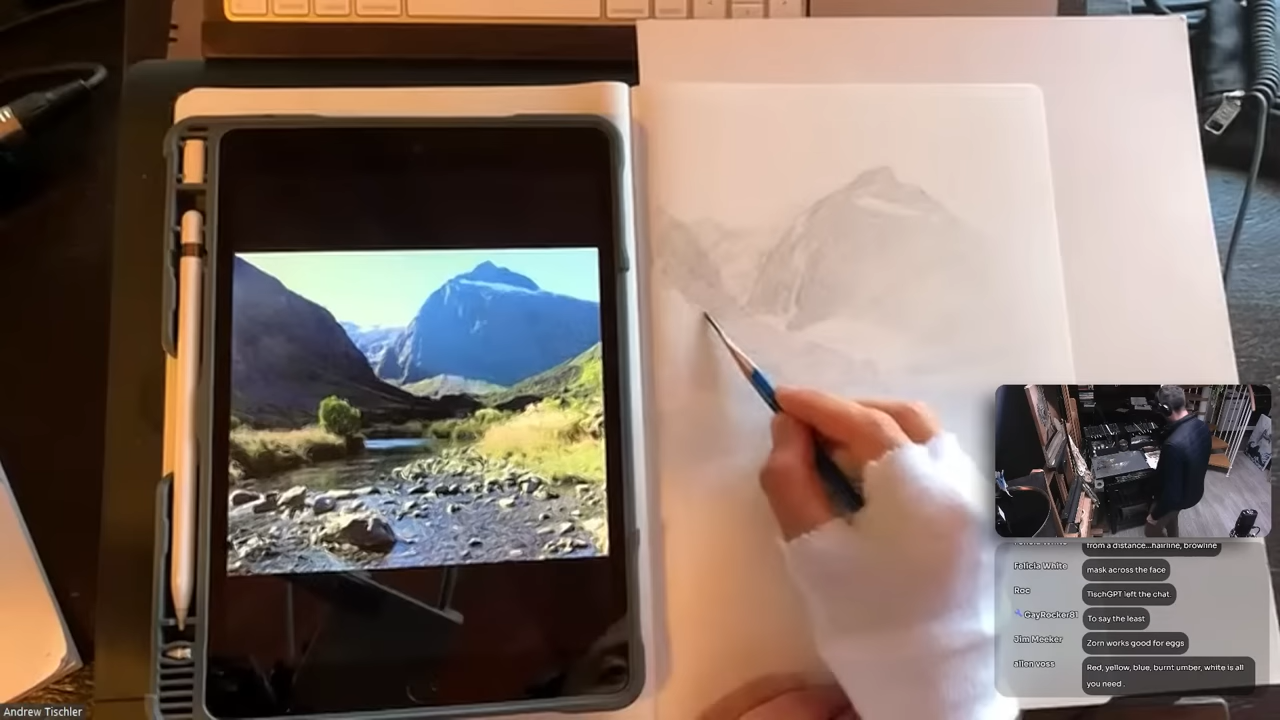 from a distance...hairline, browline
Felicia White
mask across the face
Roc
TischGPT left the chat
GayRocker81
To say the least
Jim Meeker
Zorn works good for eggs
allen voss
Red, yellow, blue, burnt umber, white is all
you need .
Andrew Tischler